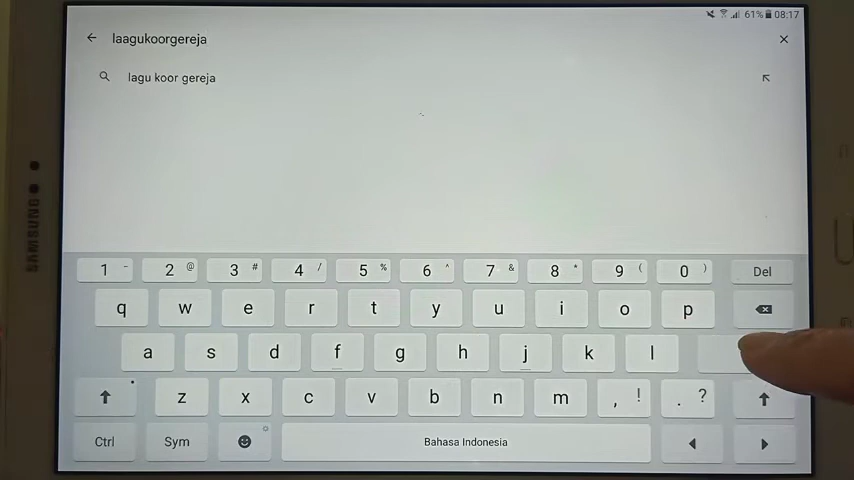 61% 08:17
laagukoorgereja
lagu koor gereja
SAMSUNG
1 - 2 @ 3 # 4 / 5 % 6 ^ 7 & 8 * 9 ( 0 ) Del
q w e r t y u i o p
a s d f g h j k l
z x c v b n m , ! . ?
Ctrl Sym Bahasa Indonesia